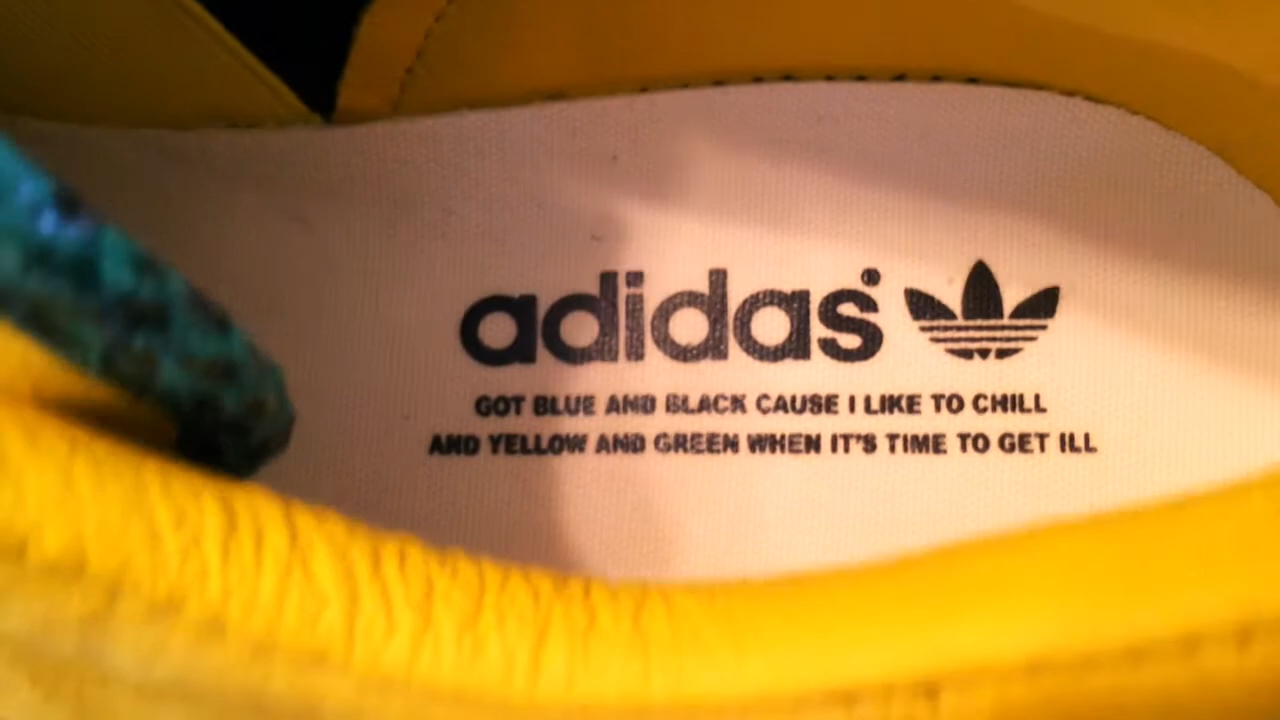 adidas
GOT BLUE AND BLACK CAUSE I LIKE TO CHILL
AND YELLOW AND GREEN WHEN IT'S TIME TO GET ILL